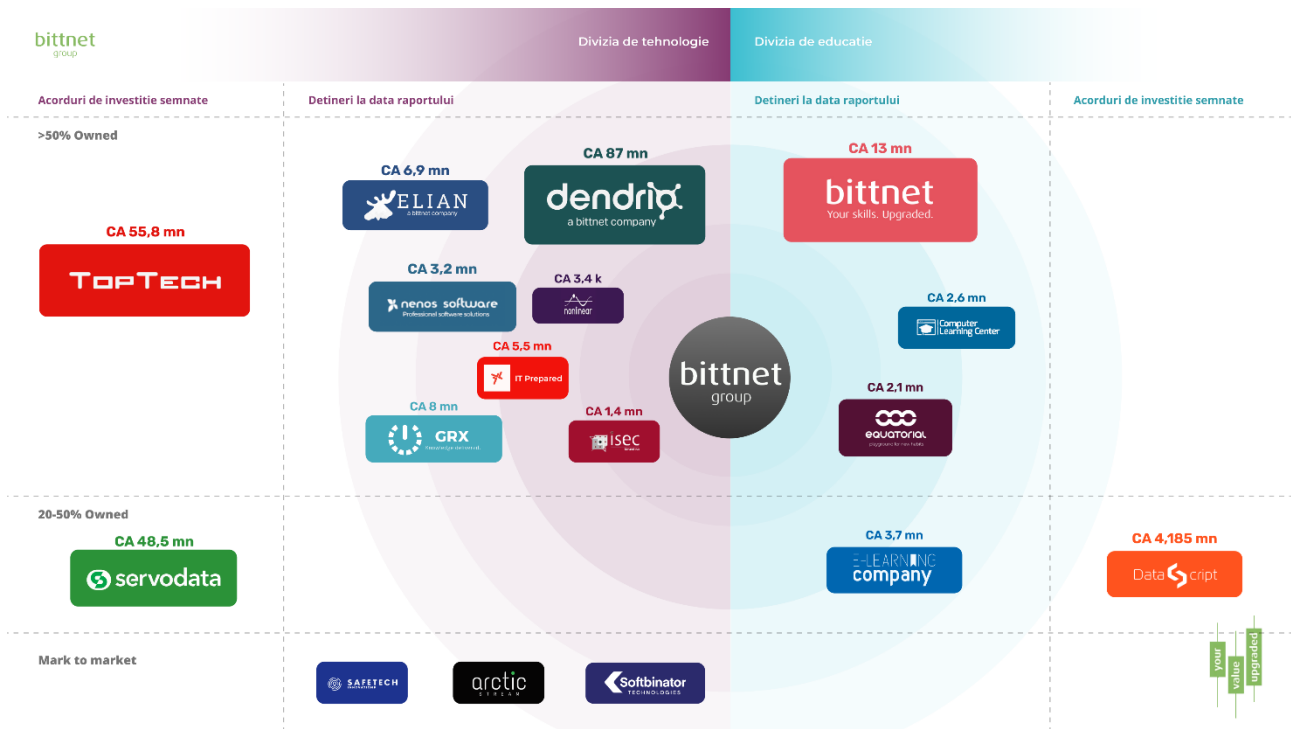 bittnet
group
Divizia de tehnologie
Divizia de educatie
Acorduri de investitie semnate
Detineri la data raportului
Detineri la data raportului
Acorduri de investitie semnate
>50% Owned
CA 55,8 mn
TOPTECH
CA 6,9 mn
ELIAN
a bittnet company
CA 87 mn
dendrio
a bittnet company
CA 3,2 mn
nenos software
Professional software solutions
CA 3,4 k
nonlinear
CA 5,5 mn
IT Prepared
CA 8 mn
GRX
CA 1,4 mn
isec
bittnet
group
CA 13 mn
bittnet
Your skills. Upgraded.
CA 2,6 mn
Computer
Learning Center
CA 2,1 mn
equatorial
playground for new habits
20-50% Owned
CA 48,5 mn
servodata
CA 3,7 mn
E-LEARNING
company
CA 4,185 mn
Data Script
Mark to market
SAFETECH
INNOVATIONS
arctic
STREAM
Softbinator
TECHNOLOGIES
your
value
upgraded